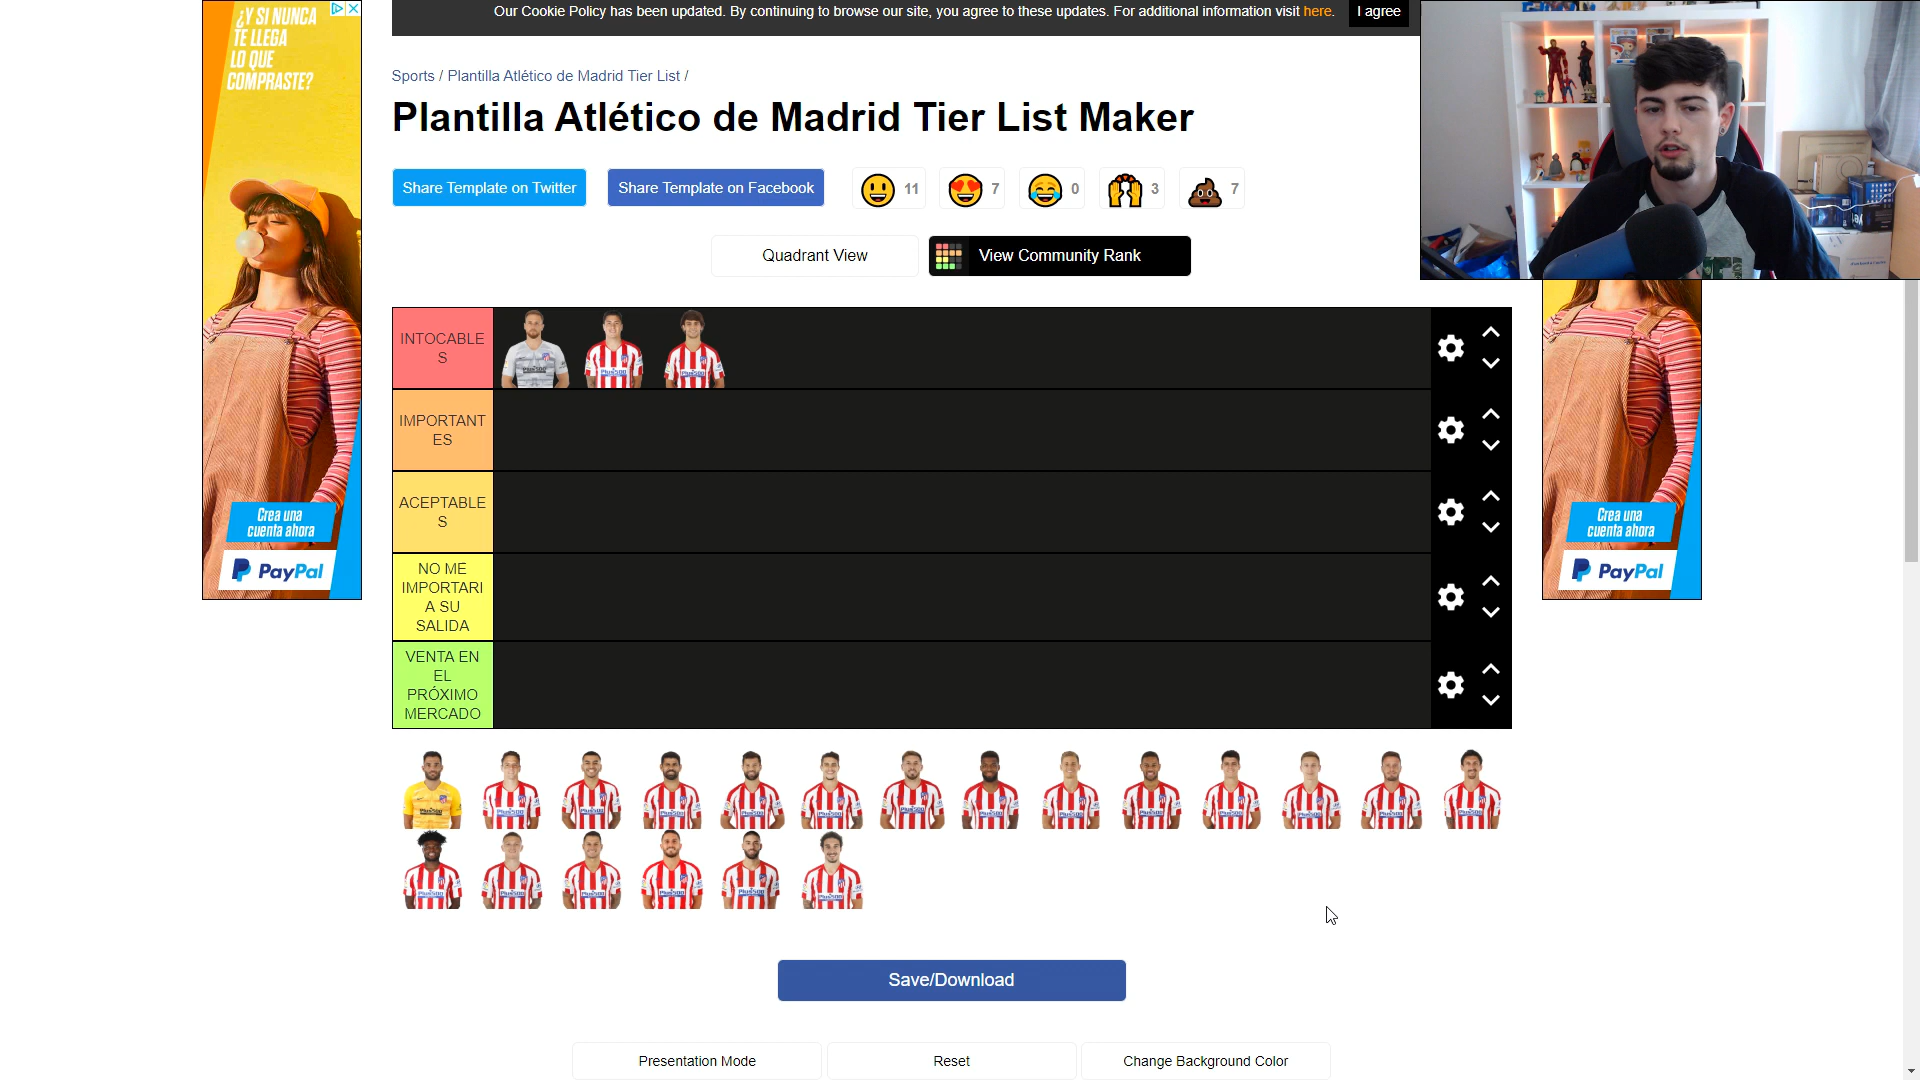 Our Cookie Policy has been updated. By continuing to browse our site, you agree to these updates. For additional information visit here.
I agree
¿Y SI NUNCA
TE LLEGA
LO QUE
COMPRASTE?
Sports / Plantilla Atlético de Madrid Tier List /
Plantilla Atlético de Madrid Tier List Maker
Share Template on Twitter
Share Template on Facebook
11
7
0
3
7
Quadrant View
View Community Rank
INTOCABLE
S
IMPORTANT
ES
ACEPTABLE
S
NO ME
IMPORTARI
A SU
SALIDA
VENTA EN
EL
PRÓXIMO
MERCADO
Crea una
cuenta ahora
PayPal
Crea una
cuenta ahora
PayPal
Save/Download
Presentation Mode
Reset
Change Background Color